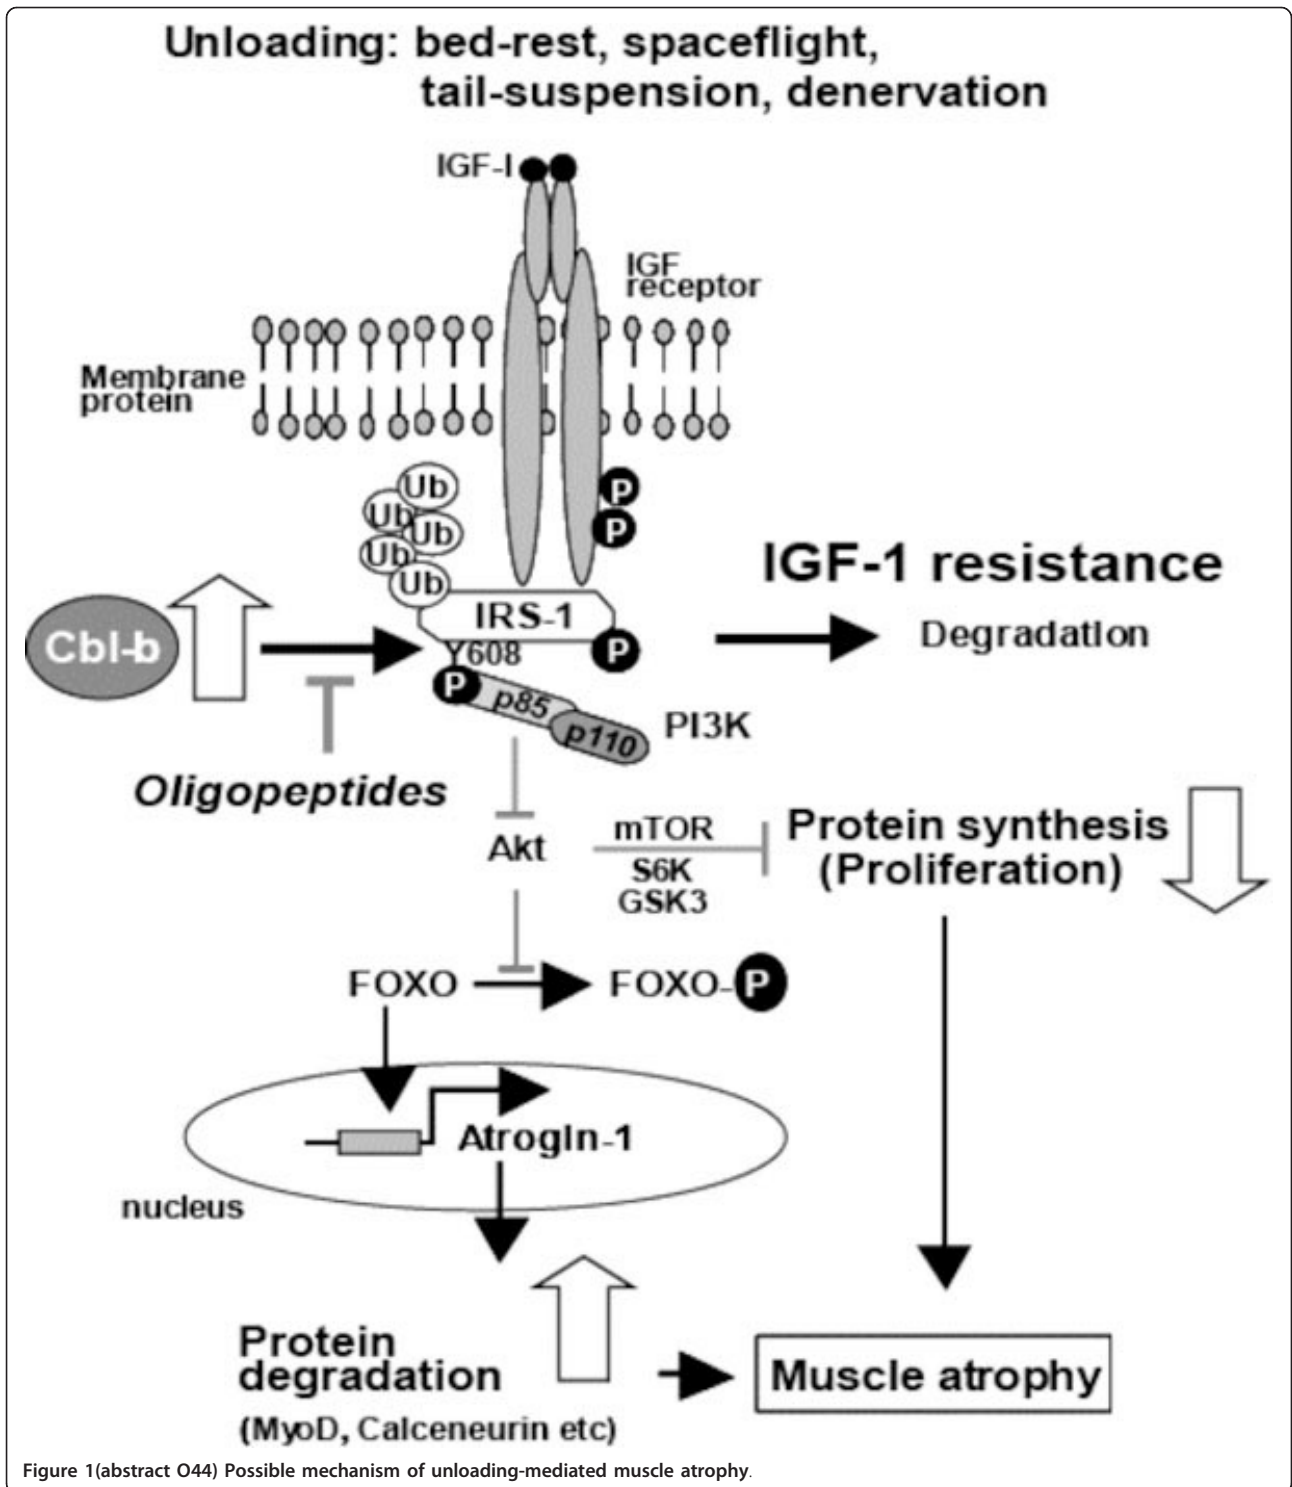 Unloading: bed-rest, spaceflight,
tail-suspension, denervation
IGF-I
IGF
receptor
Membrane
protein
Ub
Ub
Ub
Ub
Ub
P
P
IGF-1 resistance
Degradation
Cbl-b
IRS-1
Y608
P
P
p85
p110
PI3K
Oligopeptides
Akt
mTOR
S6K
GSK3
Protein synthesis
(Proliferation)
FOXO
FOXO-P
Atrogin-1
nucleus
Protein
degradation
(MyoD, Calceneurin etc)
Muscle atrophy
Figure 1(abstract O44) Possible mechanism of unloading-mediated muscle atrophy.